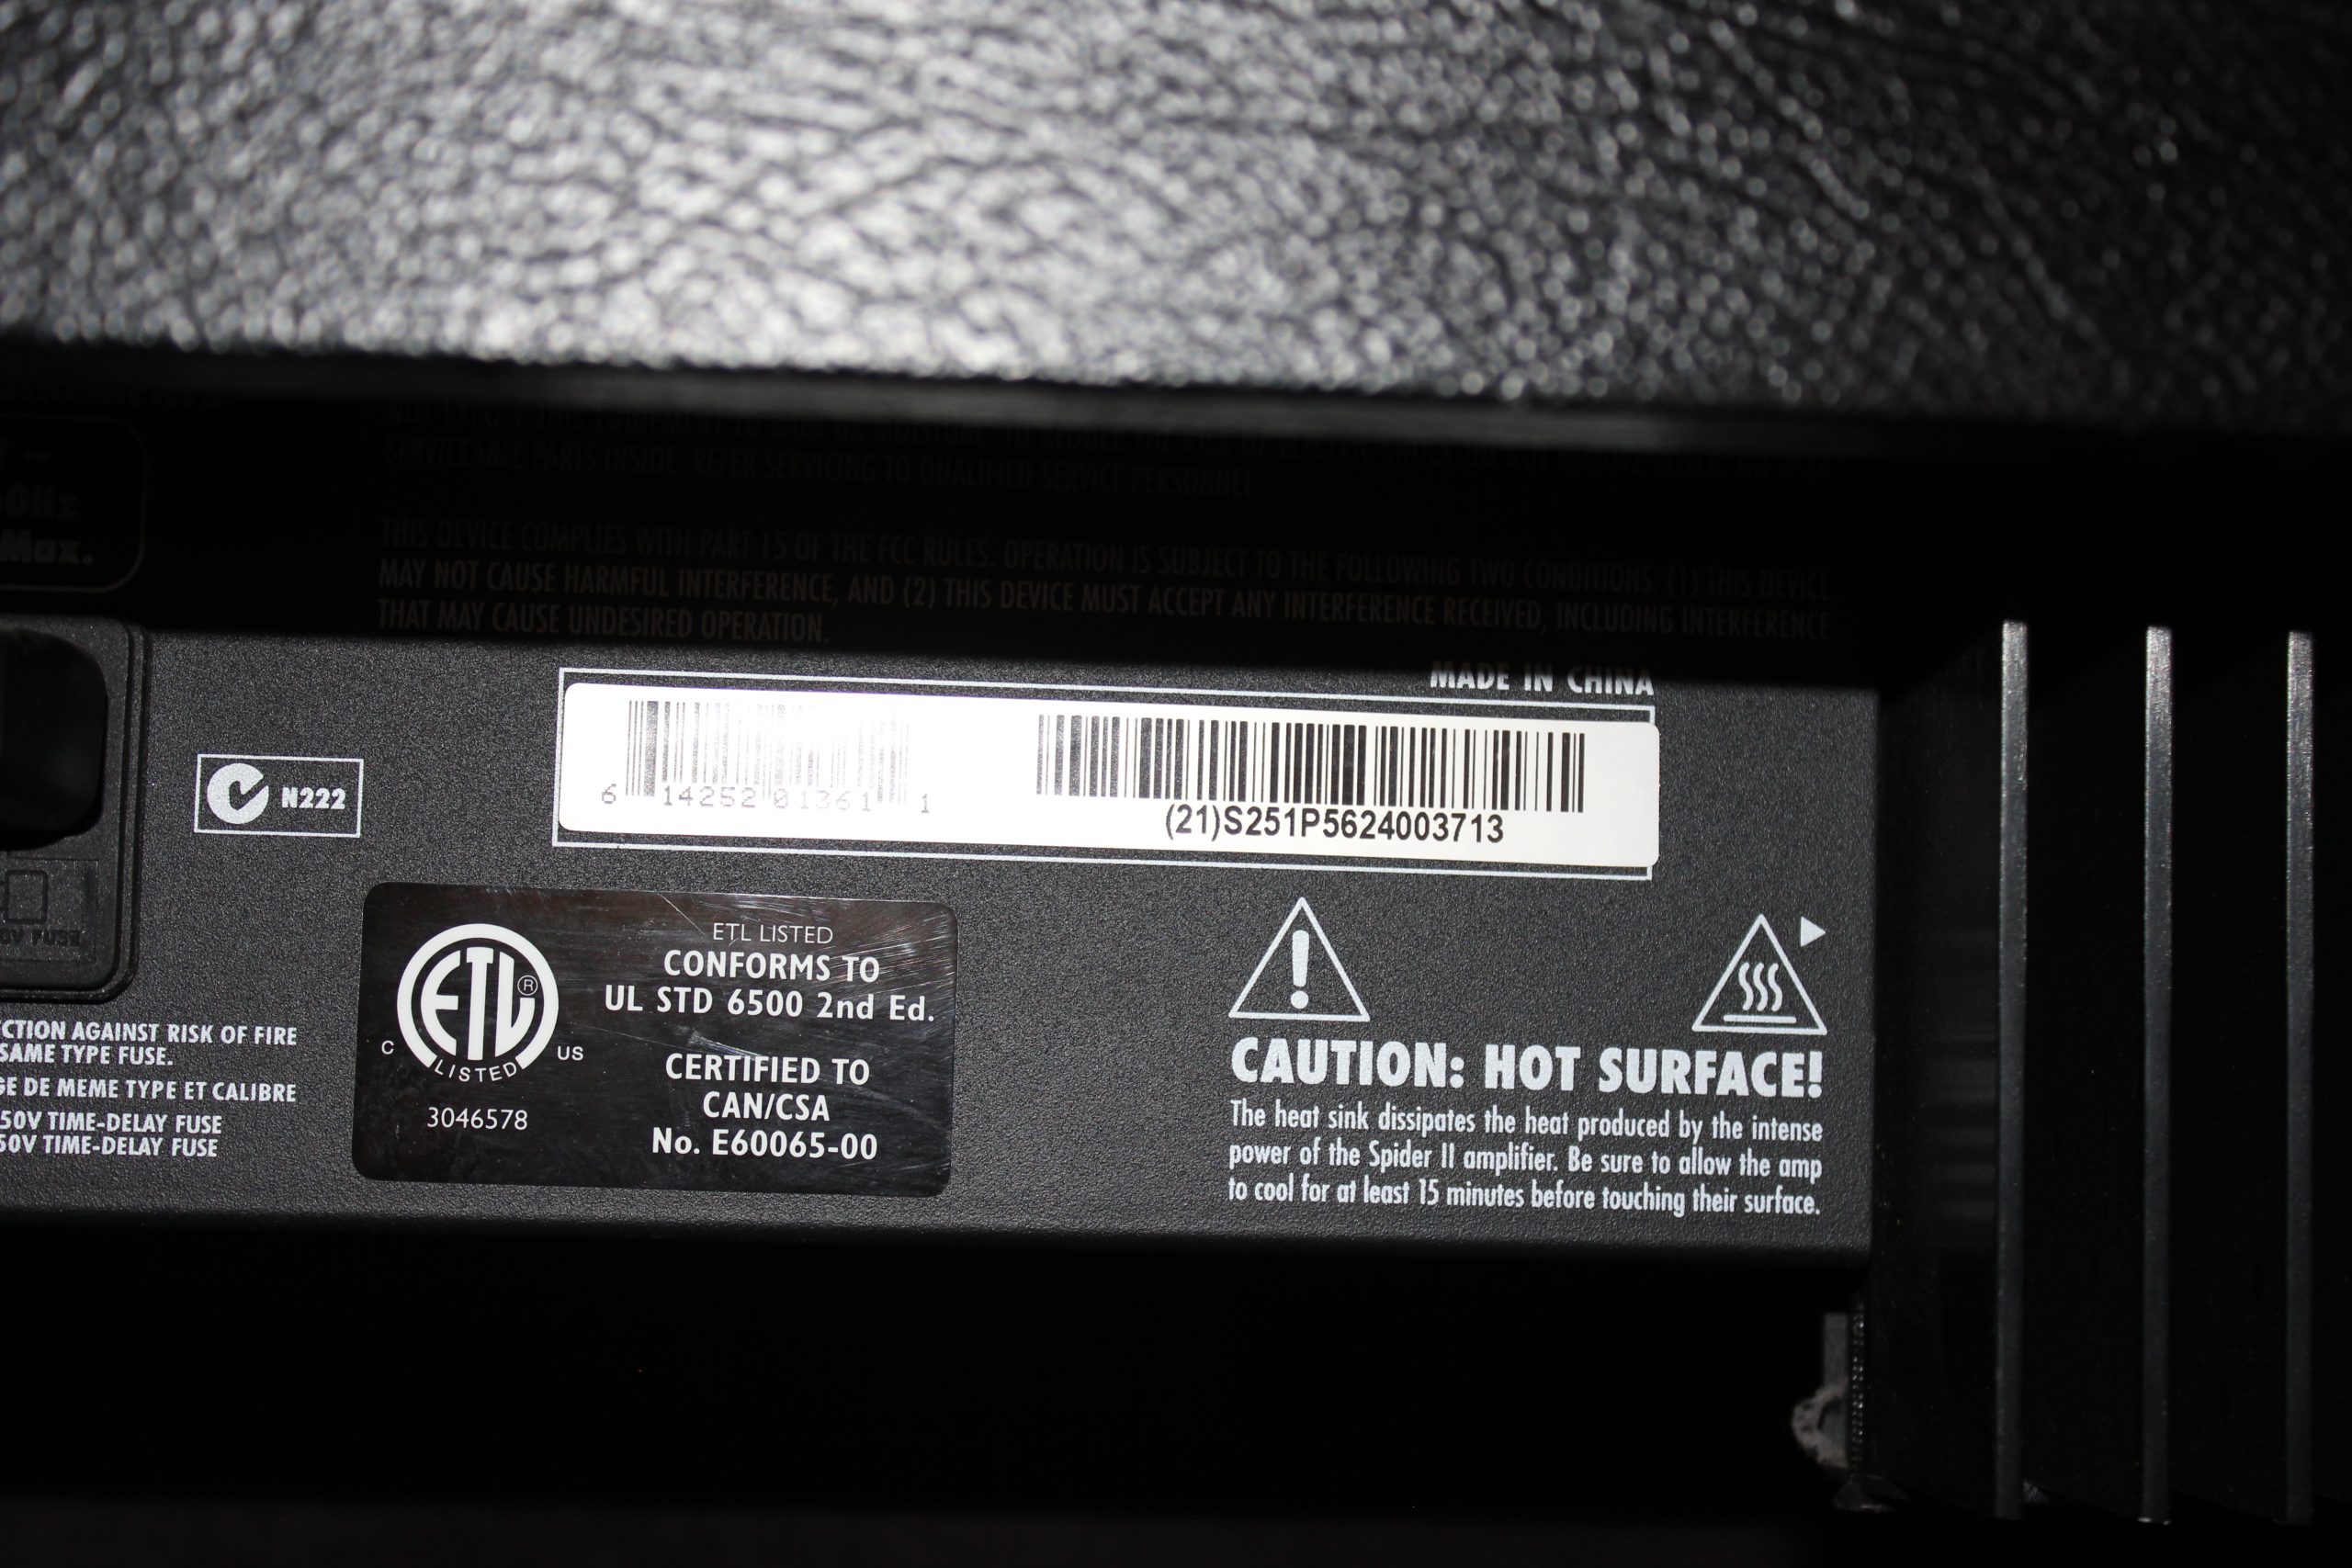 SERVICEABLE PARTS INSIDE. REFER SERVICING TO QUALIFIED SERVICE PERSONNEL.
THIS DEVICE COMPLIES WITH PART 15 OF THE FCC RULES. OPERATION IS SUBJECT TO THE FOLLOWING TWO CONDITIONS: (1) THIS DEVICE
MAY NOT CAUSE HARMFUL INTERFERENCE, AND (2) THIS DEVICE MUST ACCEPT ANY INTERFERENCE RECEIVED, INCLUDING INTERFERENCE
THAT MAY CAUSE UNDESIRED OPERATION.
Max.
MADE IN CHINA
6 14252 01361 1
(21)S251P5624003713
N222
FUSE
CTION AGAINST RISK OF FIRE
SAME TYPE FUSE.
GE DE MEME TYPE ET CALIBRE
50V TIME-DELAY FUSE
50V TIME-DELAY FUSE
ETL®
C LISTED US
3046578
ETL LISTED
CONFORMS TO
UL STD 6500 2nd Ed.
CERTIFIED TO
CAN/CSA
No. E60065-00
CAUTION: HOT SURFACE!
The heat sink dissipates the heat produced by the intense
power of the Spider II amplifier. Be sure to allow the amp
to cool for at least 15 minutes before touching their surface.